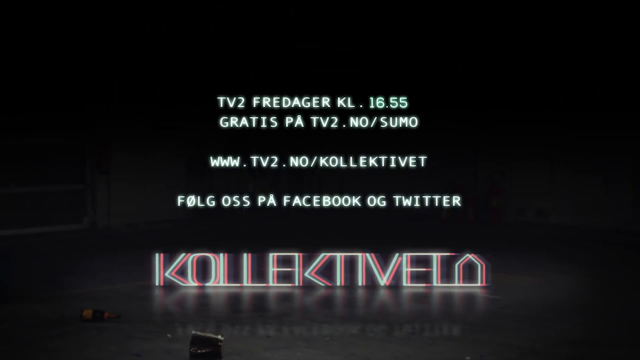 TV2 FREDAGER KL. 16.55
GRATIS PÅ TV2.NO/SUMO
WWW.TV2.NO/KOLLEKTIVET
FØLG OSS PÅ FACEBOOK OG TWITTER
KOLLEKTIVET